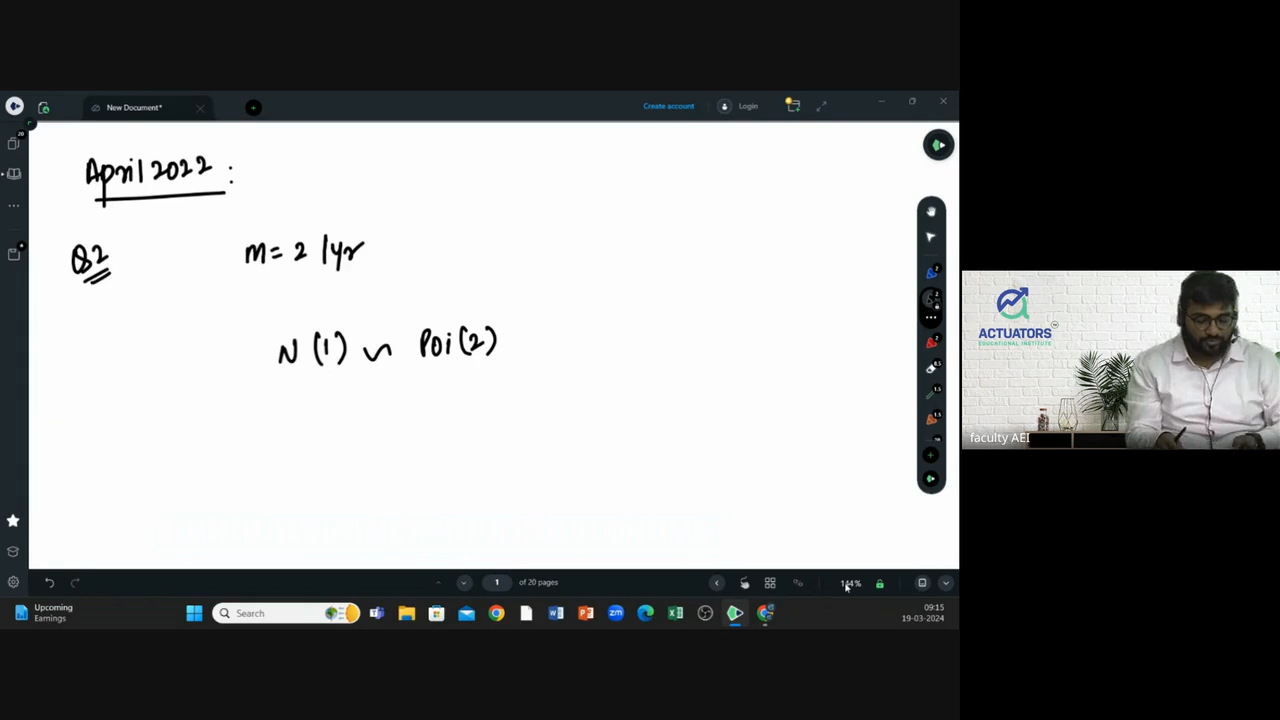 New Document*
Create account
Login
April 2022 :
Q2
m = 2 /yr
N (1) ~ Poi (2)
ACTUATORS
EDUCATIONAL INSTITUTE
faculty AEI
1 of 20 pages
144%
Upcoming
Earnings
Search
09:15
19-03-2024